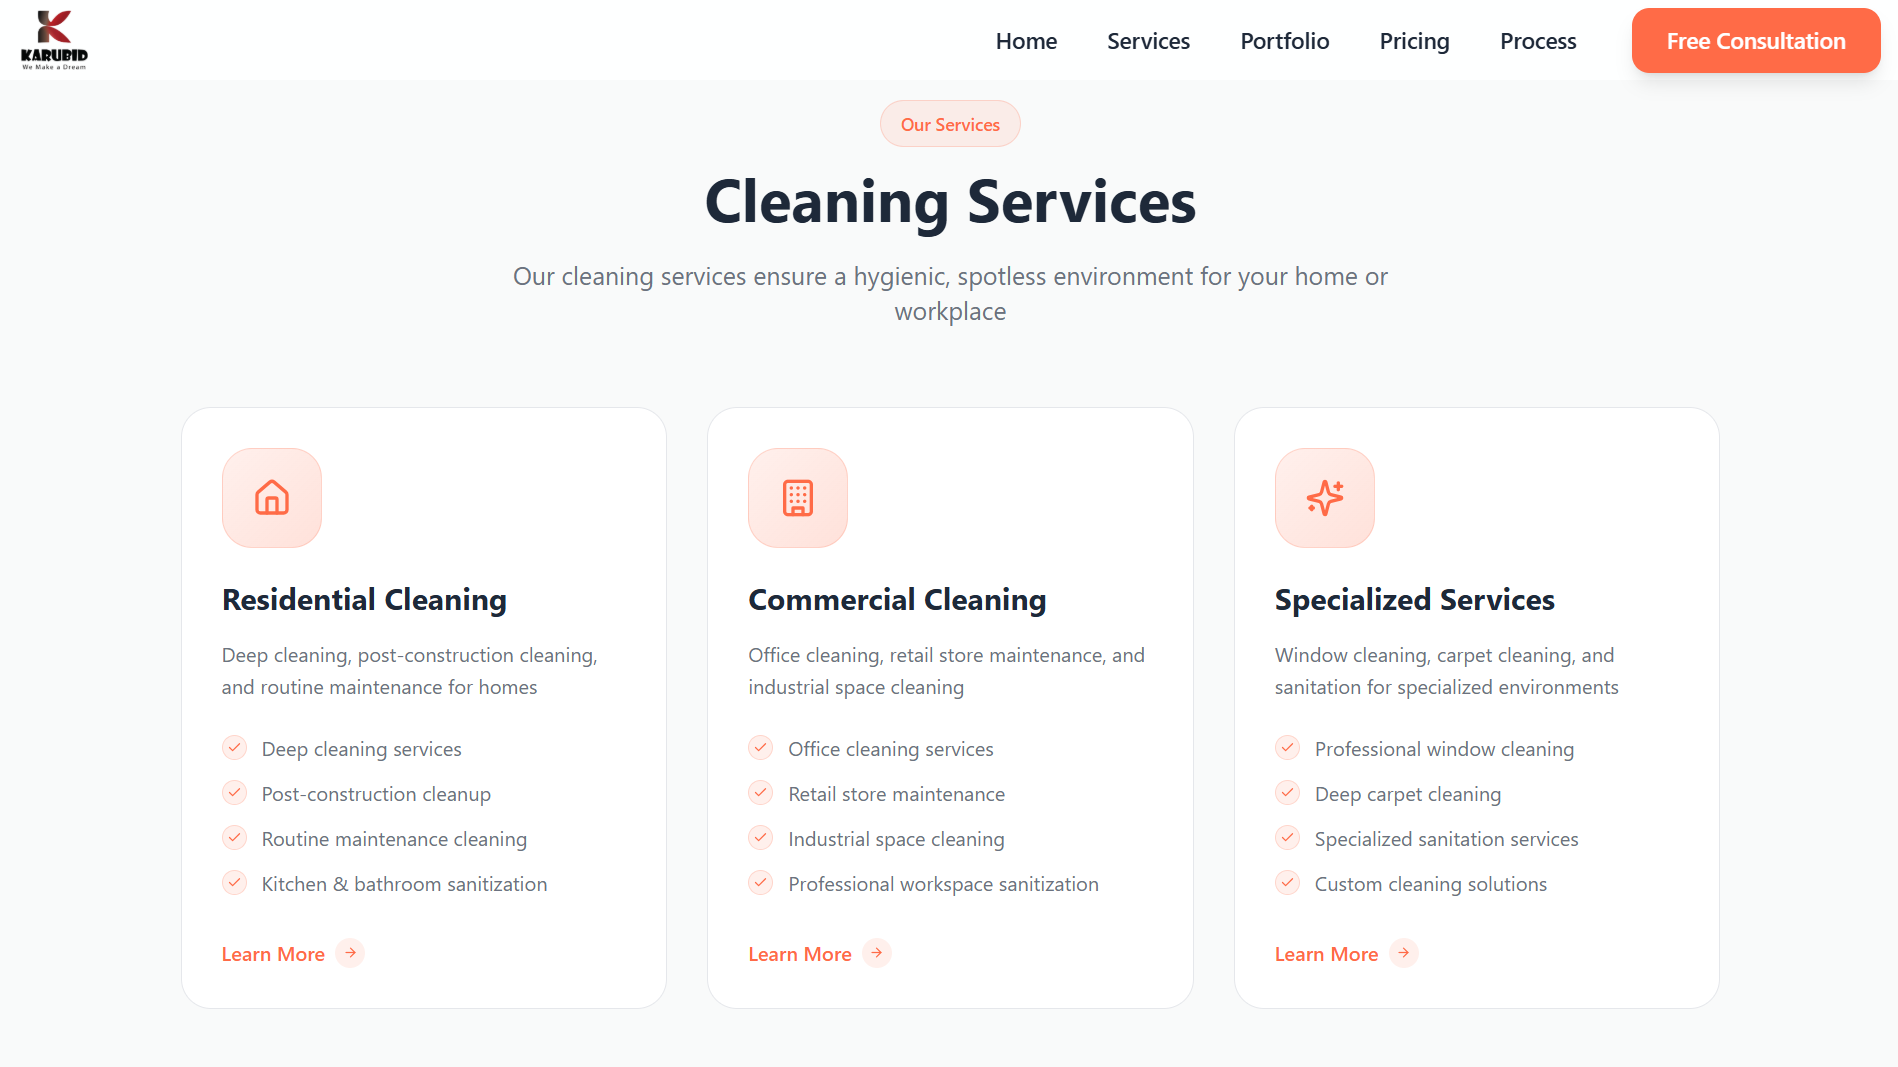 KARUBID
We Make a Dream
Home
Services
Portfolio
Pricing
Process
Free Consultation
Our Services
Cleaning Services
Our cleaning services ensure a hygienic, spotless environment for your home or
workplace
Residential Cleaning
Deep cleaning, post-construction cleaning,
and routine maintenance for homes
Deep cleaning services
Post-construction cleanup
Routine maintenance cleaning
Kitchen & bathroom sanitization
Learn More
Commercial Cleaning
Office cleaning, retail store maintenance, and
industrial space cleaning
Office cleaning services
Retail store maintenance
Industrial space cleaning
Professional workspace sanitization
Learn More
Specialized Services
Window cleaning, carpet cleaning, and
sanitation for specialized environments
Professional window cleaning
Deep carpet cleaning
Specialized sanitation services
Custom cleaning solutions
Learn More